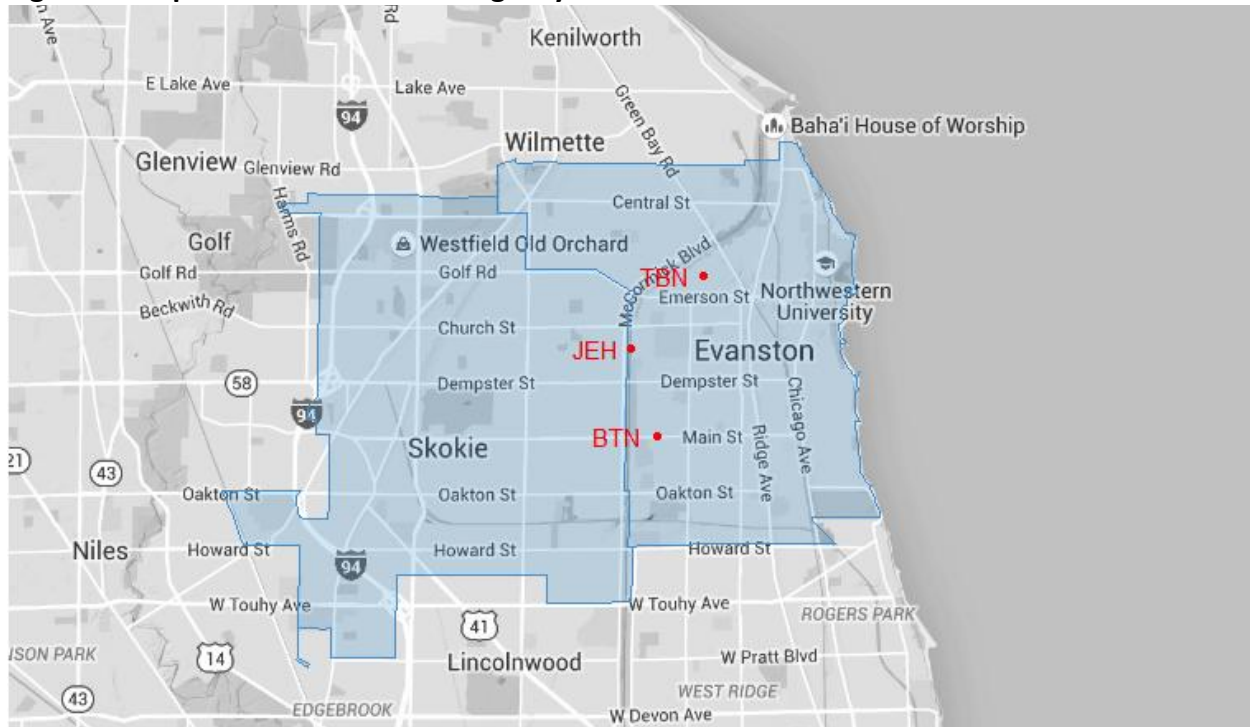 Kenilworth
E Lake Ave
Lake Ave
94
Green Bay Rd
Baha'i House of Worship
Wilmette
Glenview
Glenview Rd
Harms Rd
Central St
Golf
Westfield Old Orchard
McCormick Blvd
Golf Rd
Golf Rd
TBN
Emerson St
Northwestern
University
Beckwith Rd
Church St
JEH
Evanston
58
Dempster St
Dempster St
Chicago Ave
94
BTN
Main St
Ridge Ave
Skokie
21
43
Oakton St
Oakton St
Oakton St
Niles
Howard St
Howard St
Howard St
94
W Touhy Ave
W Touhy Ave
ROGERS PARK
41
ISON PARK
14
Lincolnwood
W Pratt Blvd
43
WEST RIDGE
EDGEBROOK
W Devon Ave